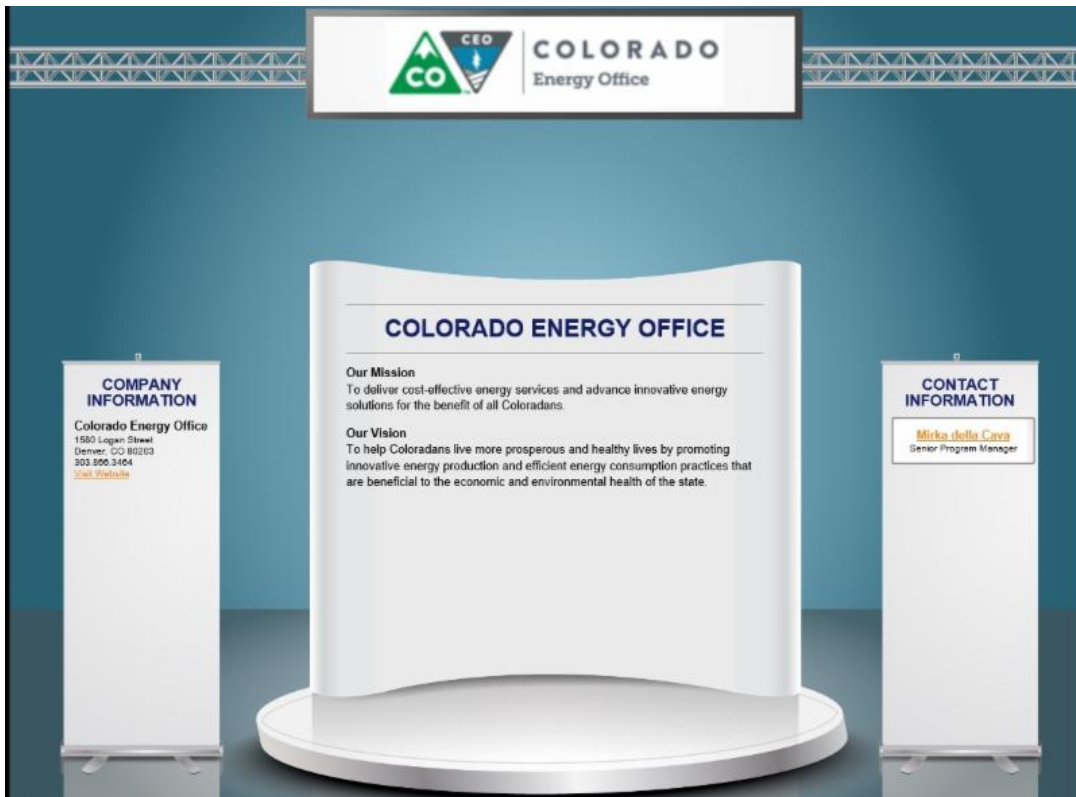 CEO
CO
COLORADO
Energy Office
COLORADO ENERGY OFFICE
Our Mission
To deliver cost-effective energy services and advance innovative energy
solutions for the benefit of all Coloradans.
Our Vision
To help Coloradans live more prosperous and healthy lives by promoting
innovative energy production and efficient energy consumption practices that
are beneficial to the economic and environmental health of the state.
COMPANY
INFORMATION
Colorado Energy Office
1580 Logan Street
Denver, CO 80203
303.866.3464
Visit Website
CONTACT
INFORMATION
Mirka della Cava
Senior Program Manager